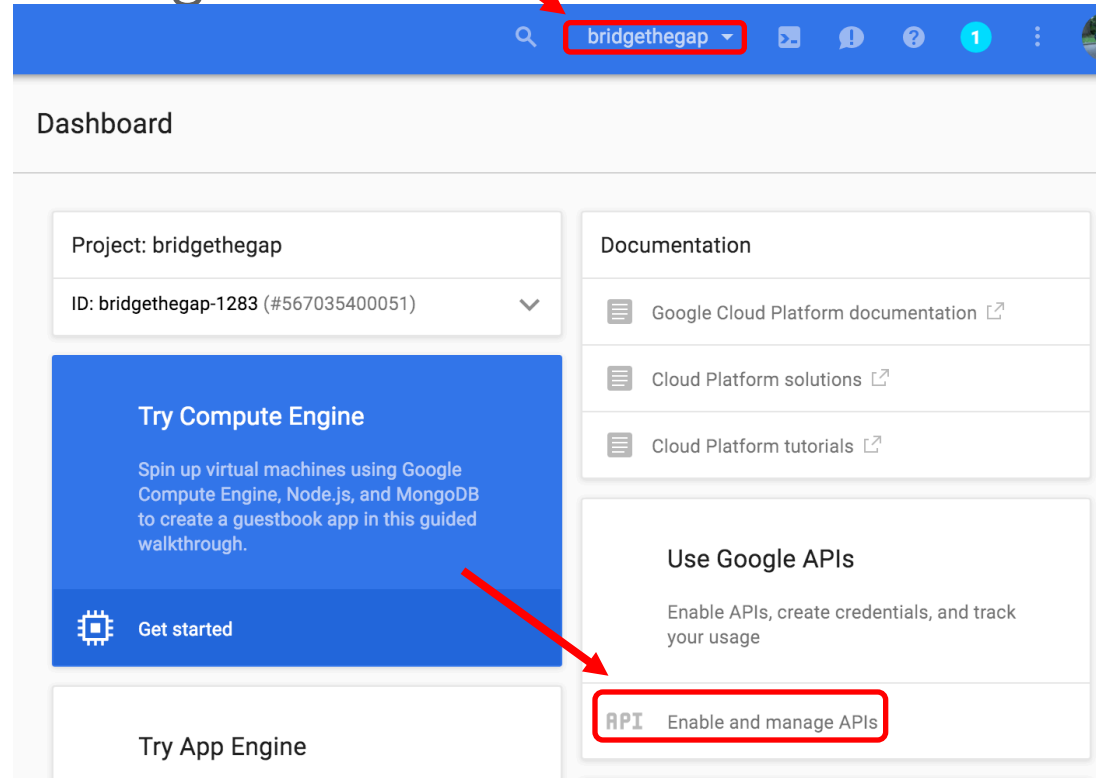 bridgethegap
1
Dashboard
Project: bridgethegap
ID: bridgethegap-1283 (#567035400051)
Try Compute Engine
Spin up virtual machines using Google
Compute Engine, Node.js, and MongoDB
to create a guestbook app in this guided
walkthrough.
Get started
Try App Engine
Documentation
Google Cloud Platform documentation
Cloud Platform solutions
Cloud Platform tutorials
Use Google APIs
Enable APIs, create credentials, and track
your usage
API Enable and manage APIs